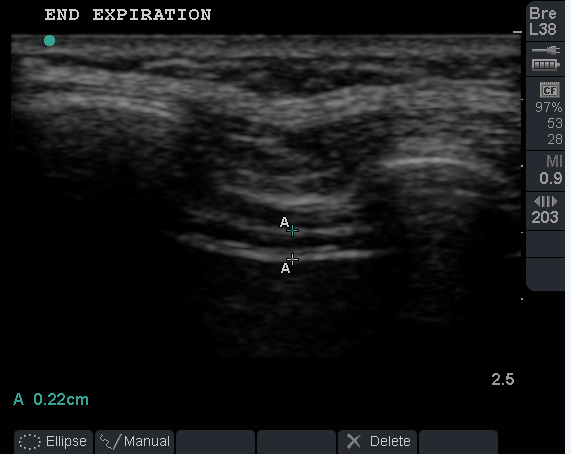 END EXPIRATION
Bre
L38
CF
97%
53
28
MI
0.9
203
A
A
2.5
A 0.22cm
Ellipse
Manual
Delete